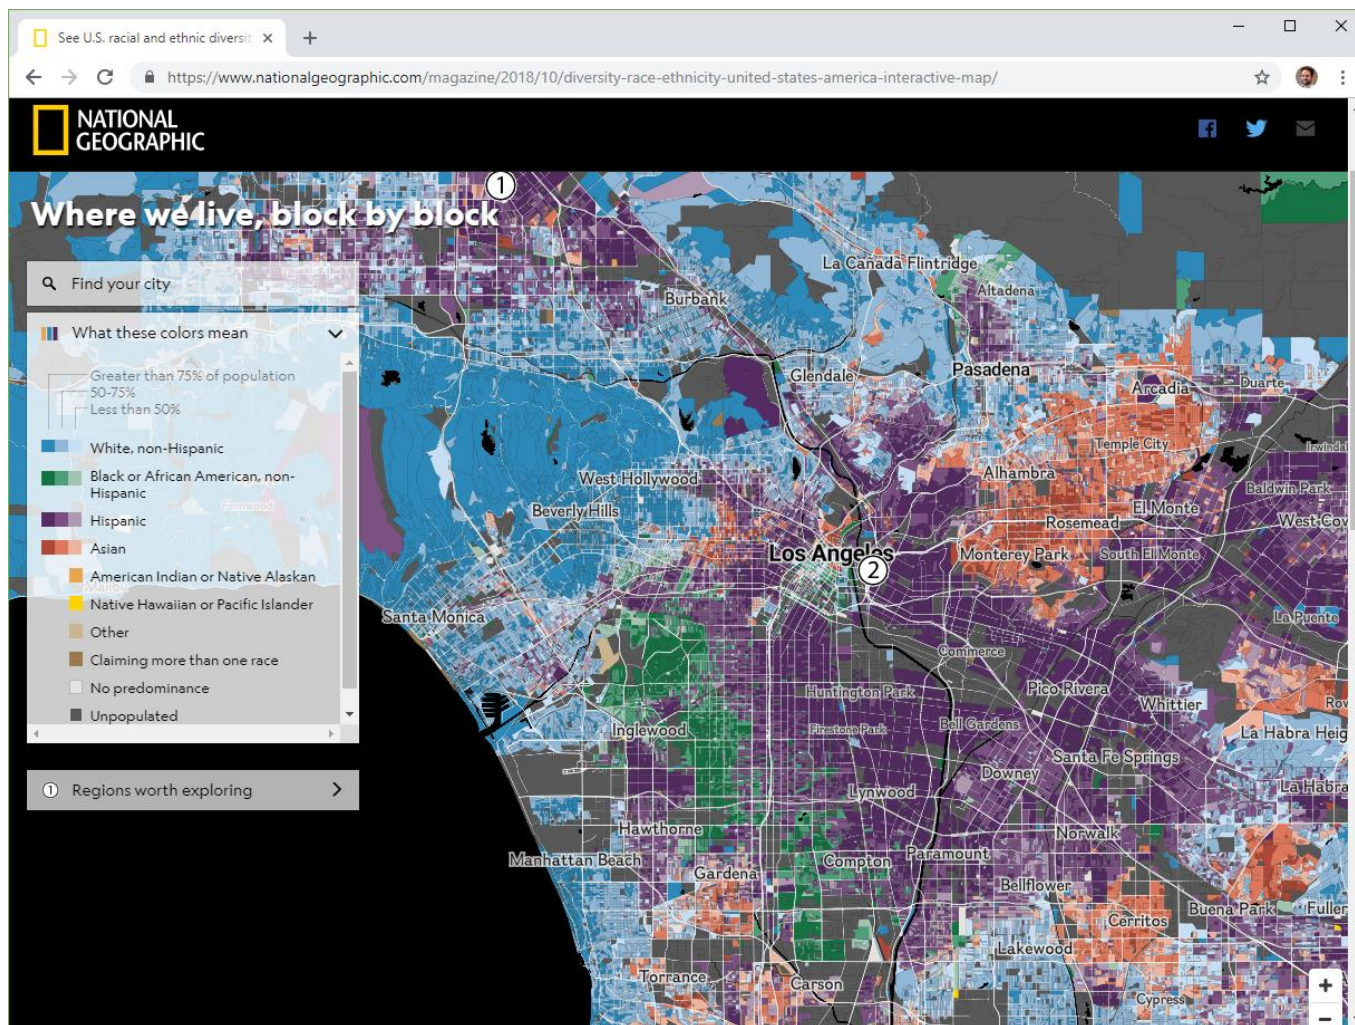 See U.S. racial and ethnic diversit
https://www.nationalgeographic.com/magazine/2018/10/diversity-race-ethnicity-united-states-america-interactive-map/
NATIONAL
GEOGRAPHIC
1
Where we live, block by block
Find your city
What these colors mean
Greater than 75% of population
50-75%
Less than 50%
White, non-Hispanic
Black or African American, non-
Hispanic
Hispanic
Asian
American Indian or Native Alaskan
Native Hawaiian or Pacific Islander
Other
Claiming more than one race
No predominance
Unpopulated
1 Regions worth exploring
La Cañada Flintridge
Altadena
Burbank
Glendale
Pasadena
Arcadia
Duarte
Temple City
Irwindal
West Hollywood
Alhambra
Baldwin Park
Beverly Hills
El Monte
Rosemead
West Cov
Los Angeles
2
Monterey Park
South El Monte
Santa Monica
La Puente
Commerce
Huntington Park
Pico Rivera
Whittier
Row
Inglewood
Firestone Park
Bell Gardens
La Habra Heig
Santa Fe Springs
Downey
Lynwood
La Habra
Hawthorne
Norwalk
Manhattan Beach
Compton
Paramount
Gardena
Bellflower
Buena Park
Fuller
Cerritos
Lakewood
Torrance
Carson
Cypress